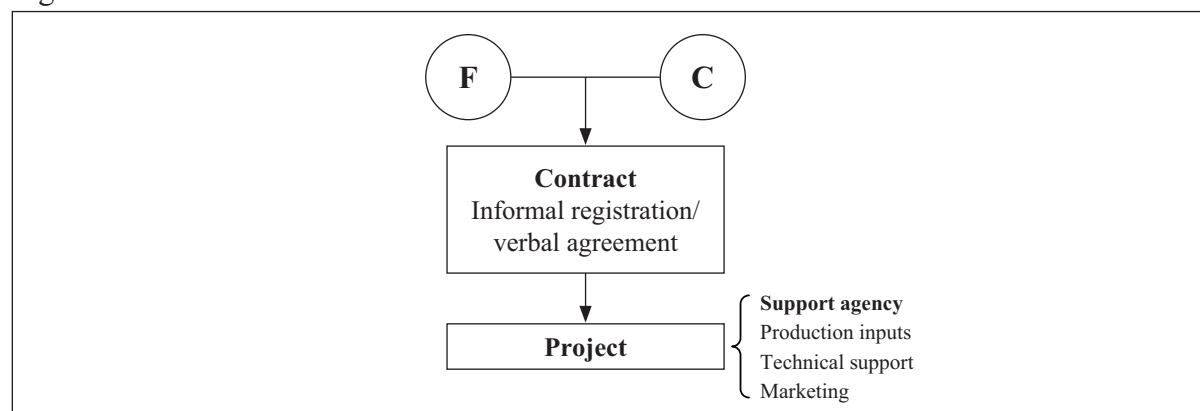 F
C
Contract
Informal registration/
verbal agreement
Project
Support agency
Production inputs
Technical support
Marketing